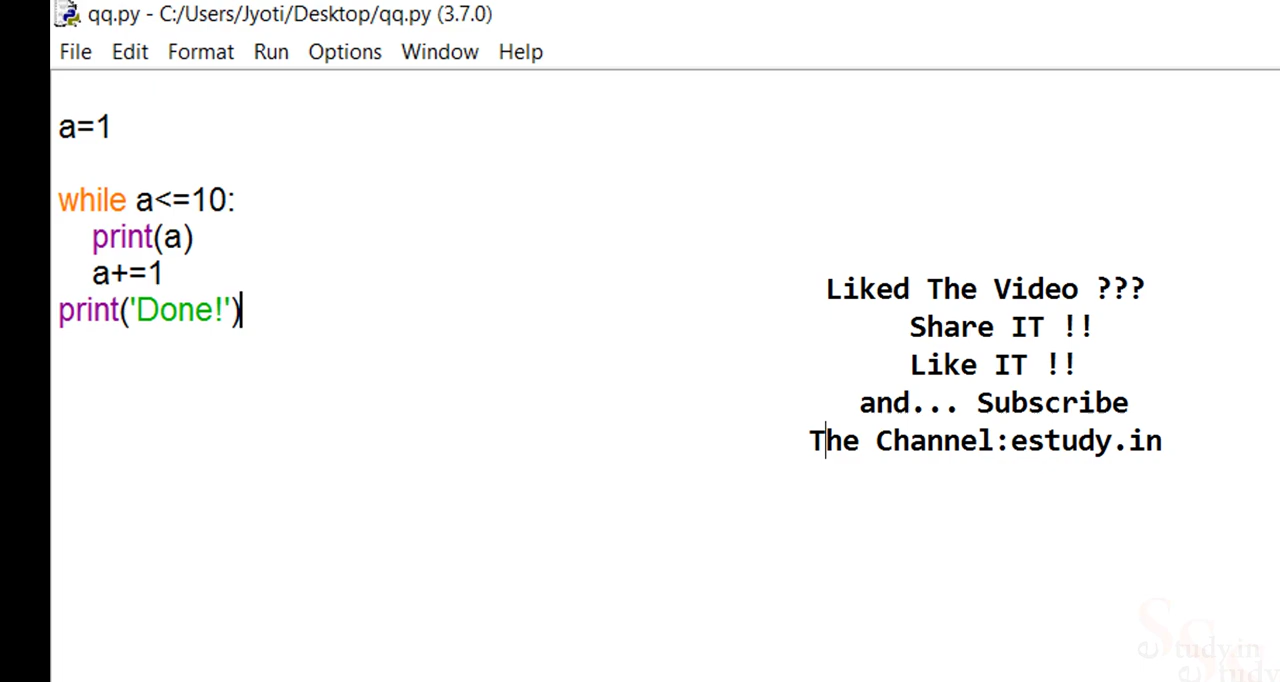 qq.py - C:/Users/Jyoti/Desktop/qq.py (3.7.0)
File Edit Format Run Options Window Help
a=1
while a<=10:
print(a)
a+=1
print('Done!')
Liked The Video ???
Share IT !!
Like IT !!
and... Subscribe
The Channel:estudy.in